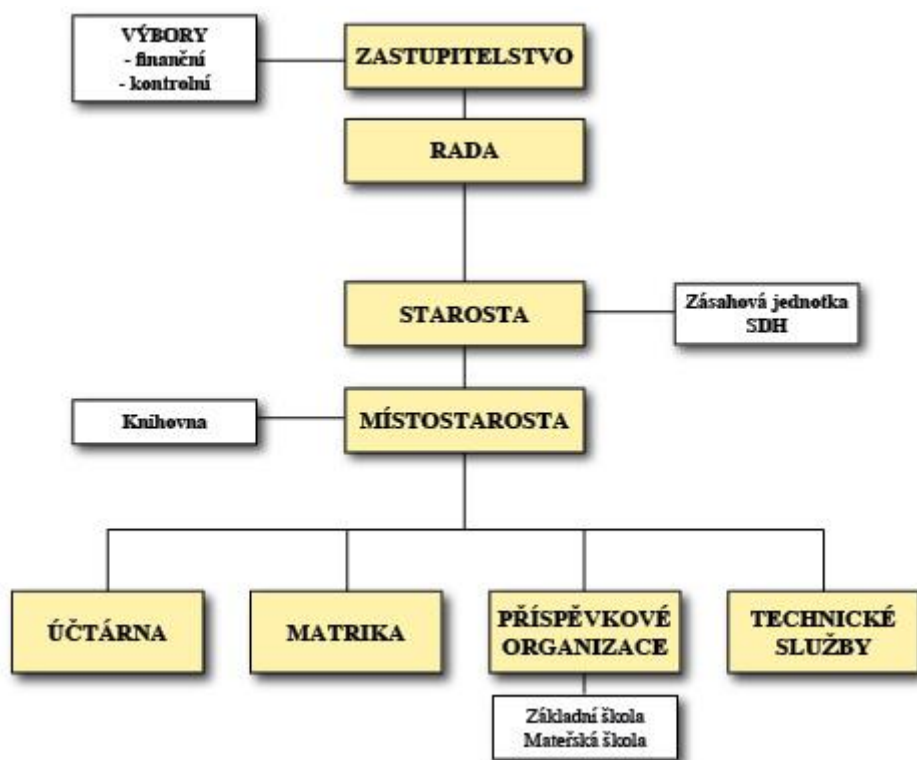 VÝBORY
- finanční
- kontrolní
ZASTUPITELSTVO
RADA
STAROSTA
Zásahová jednotka
SDH
Knihovna
MÍSTOSTAROSTA
ÚČTÁRNA
MATRIKA
PŘÍSPĚVKOVÉ
ORGANIZACE
TECHNICKÉ
SLUŽBY
Základní škola
Mateřská škola